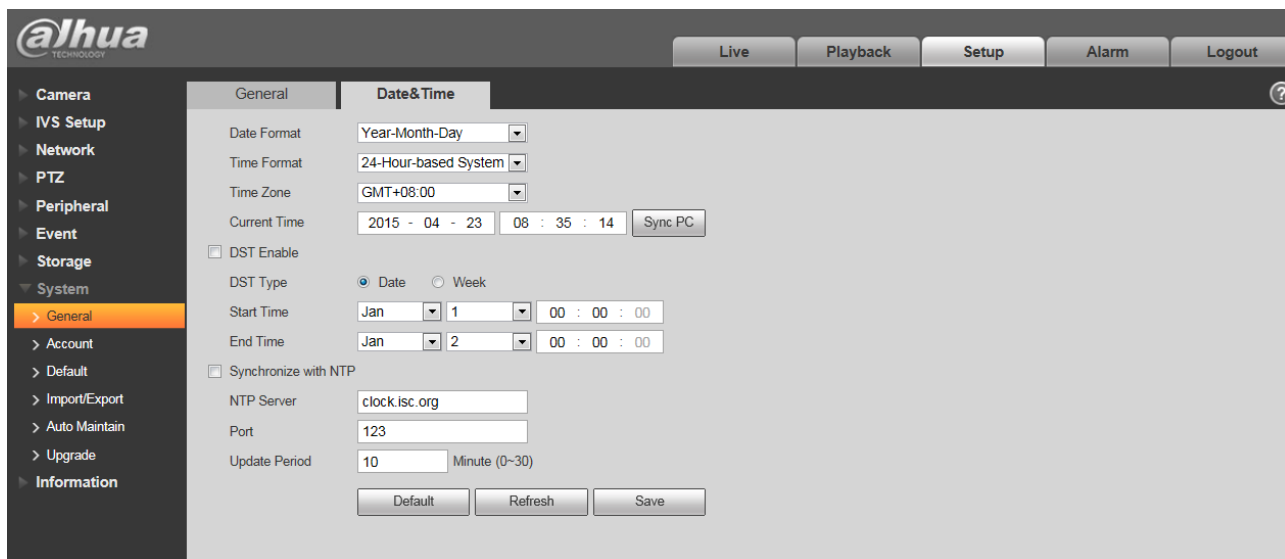 alhua
TECHNOLOGY
Live Playback Setup Alarm Logout
Camera
IVS Setup
Network
PTZ
Peripheral
Event
Storage
System
General
Account
Default
Import/Export
Auto Maintain
Upgrade
Information
General Date&Time
?
Date Format Year-Month-Day
Time Format 24-Hour-based System
Time Zone GMT+08:00
Current Time 2015 - 04 - 23 08 : 35 : 14 Sync PC
DST Enable
DST Type Date Week
Start Time Jan 1 00 : 00 : 00
End Time Jan 2 00 : 00 : 00
Synchronize with NTP
NTP Server clock.isc.org
Port 123
Update Period 10 Minute (0~30)
Default Refresh Save